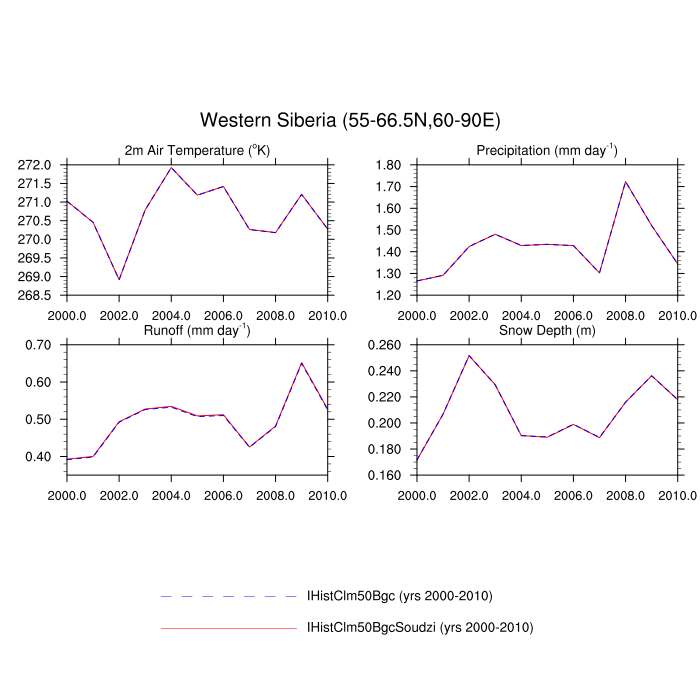 Western Siberia (55-66.5N,60-90E)
2m Air Temperature (°K)
272.0
271.5
271.0
270.5
270.0
269.5
269.0
268.5
2000.0 2002.0 2004.0 2006.0 2008.0 2010.0
Precipitation (mm day⁻¹)
1.80
1.70
1.60
1.50
1.40
1.30
1.20
2000.0 2002.0 2004.0 2006.0 2008.0 2010.0
Runoff (mm day⁻¹)
0.70
0.60
0.50
0.40
2000.0 2002.0 2004.0 2006.0 2008.0 2010.0
Snow Depth (m)
0.260
0.240
0.220
0.200
0.180
0.160
2000.0 2002.0 2004.0 2006.0 2008.0 2010.0
IHistClm50Bgc (yrs 2000-2010)
IHistClm50BgcSoudzi (yrs 2000-2010)